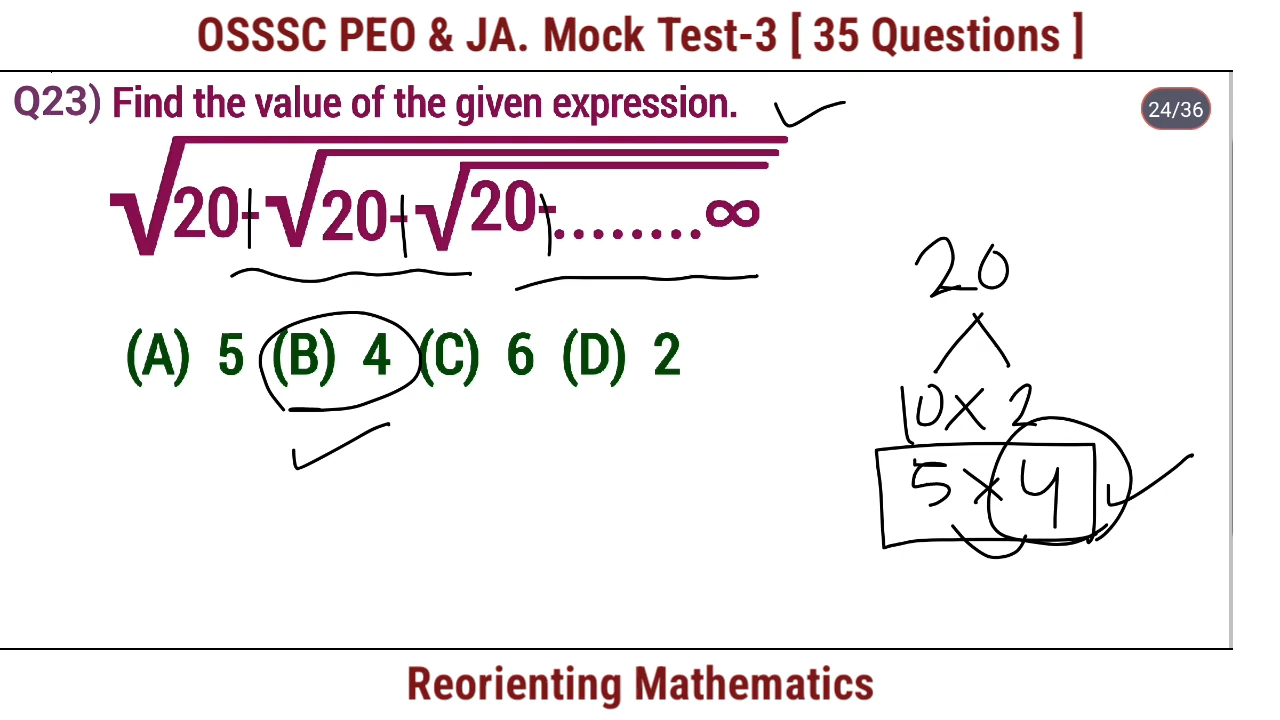 OSSSC PEO & JA. Mock Test-3 [ 35 Questions ]
Q23) Find the value of the given expression.
24/36
√20-√20-√20-........∞
20
(A) 5 (B) 4 (C) 6 (D) 2
10×2
5×4
Reorienting Mathematics